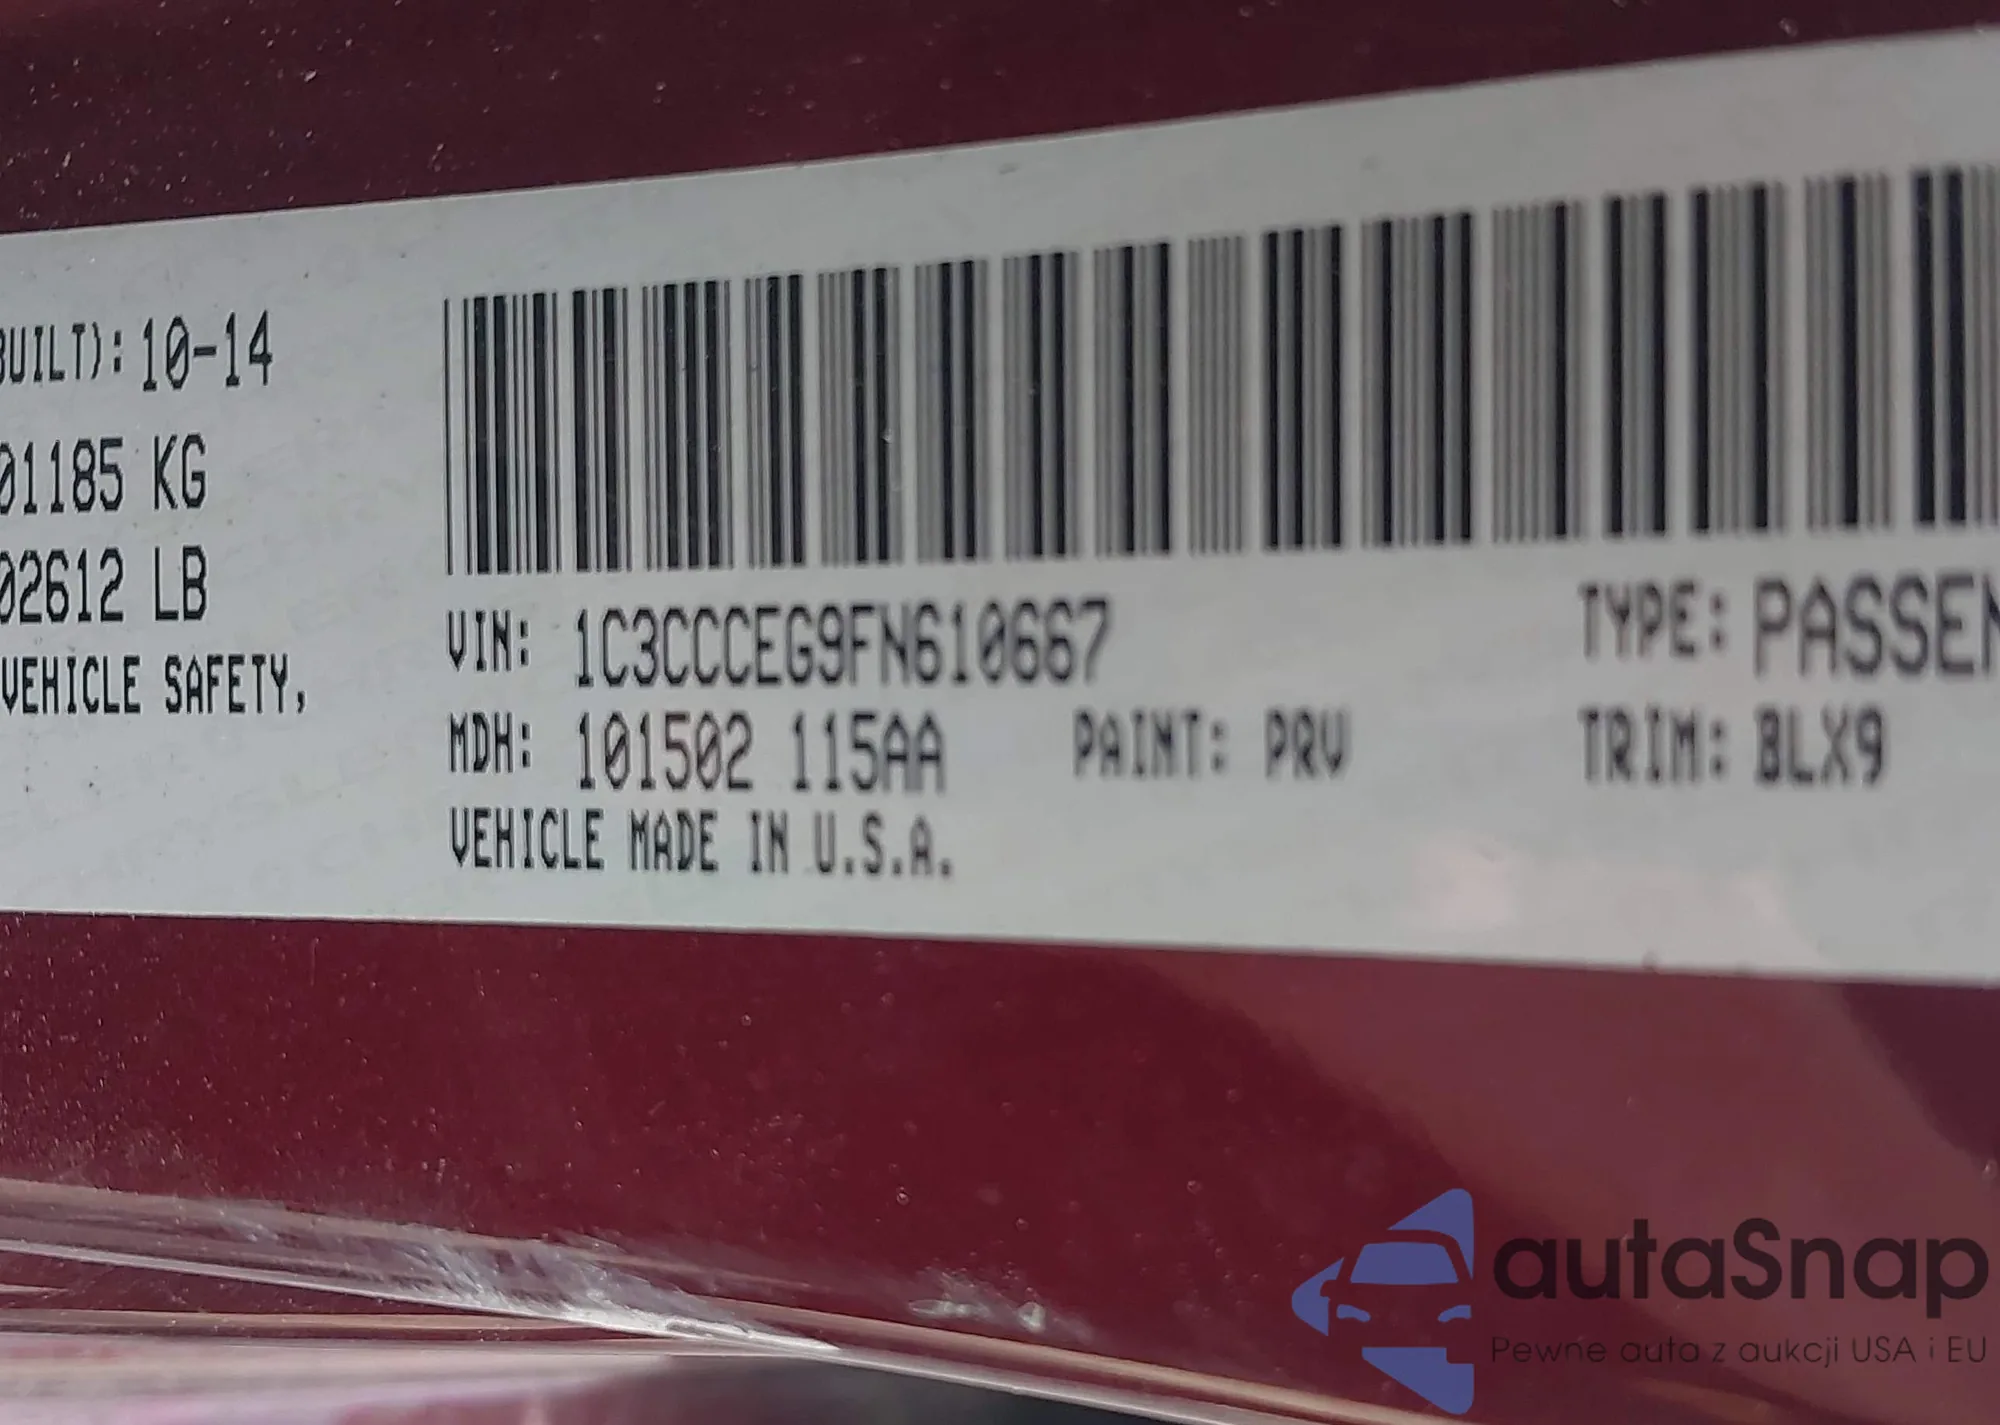 BUILT): 10-14
01185 KG
02612 LB
VEHICLE SAFETY,
VIN: 1C3CCCEG9FN610667
TYPE: PASSEN
MDH: 101502 115AA
PAINT: PRV
TRIM: BLX9
VEHICLE MADE IN U.S.A.
autaSnap
Pewne auta z aukcji USA i EU